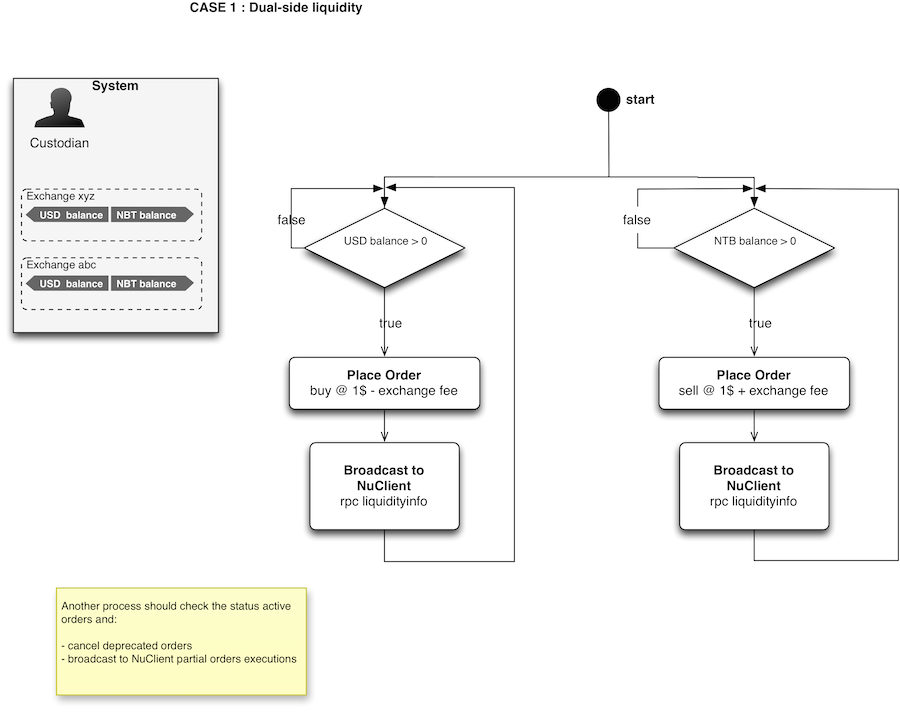 CASE 1 : Dual-side liquidity
System
Custodian
Exchange xyz
USD balance
NBT balance
Exchange abc
USD balance
NBT balance
start
false
USD balance > 0
true
Place Order
buy @ 1$ - exchange fee
Broadcast to
NuClient
rpc liquidityinfo
false
NTB balance > 0
true
Place Order
sell @ 1$ + exchange fee
Broadcast to
NuClient
rpc liquidityinfo
Another process should check the status active
orders and:
- cancel deprecated orders
- broadcast to NuClient partial orders executions